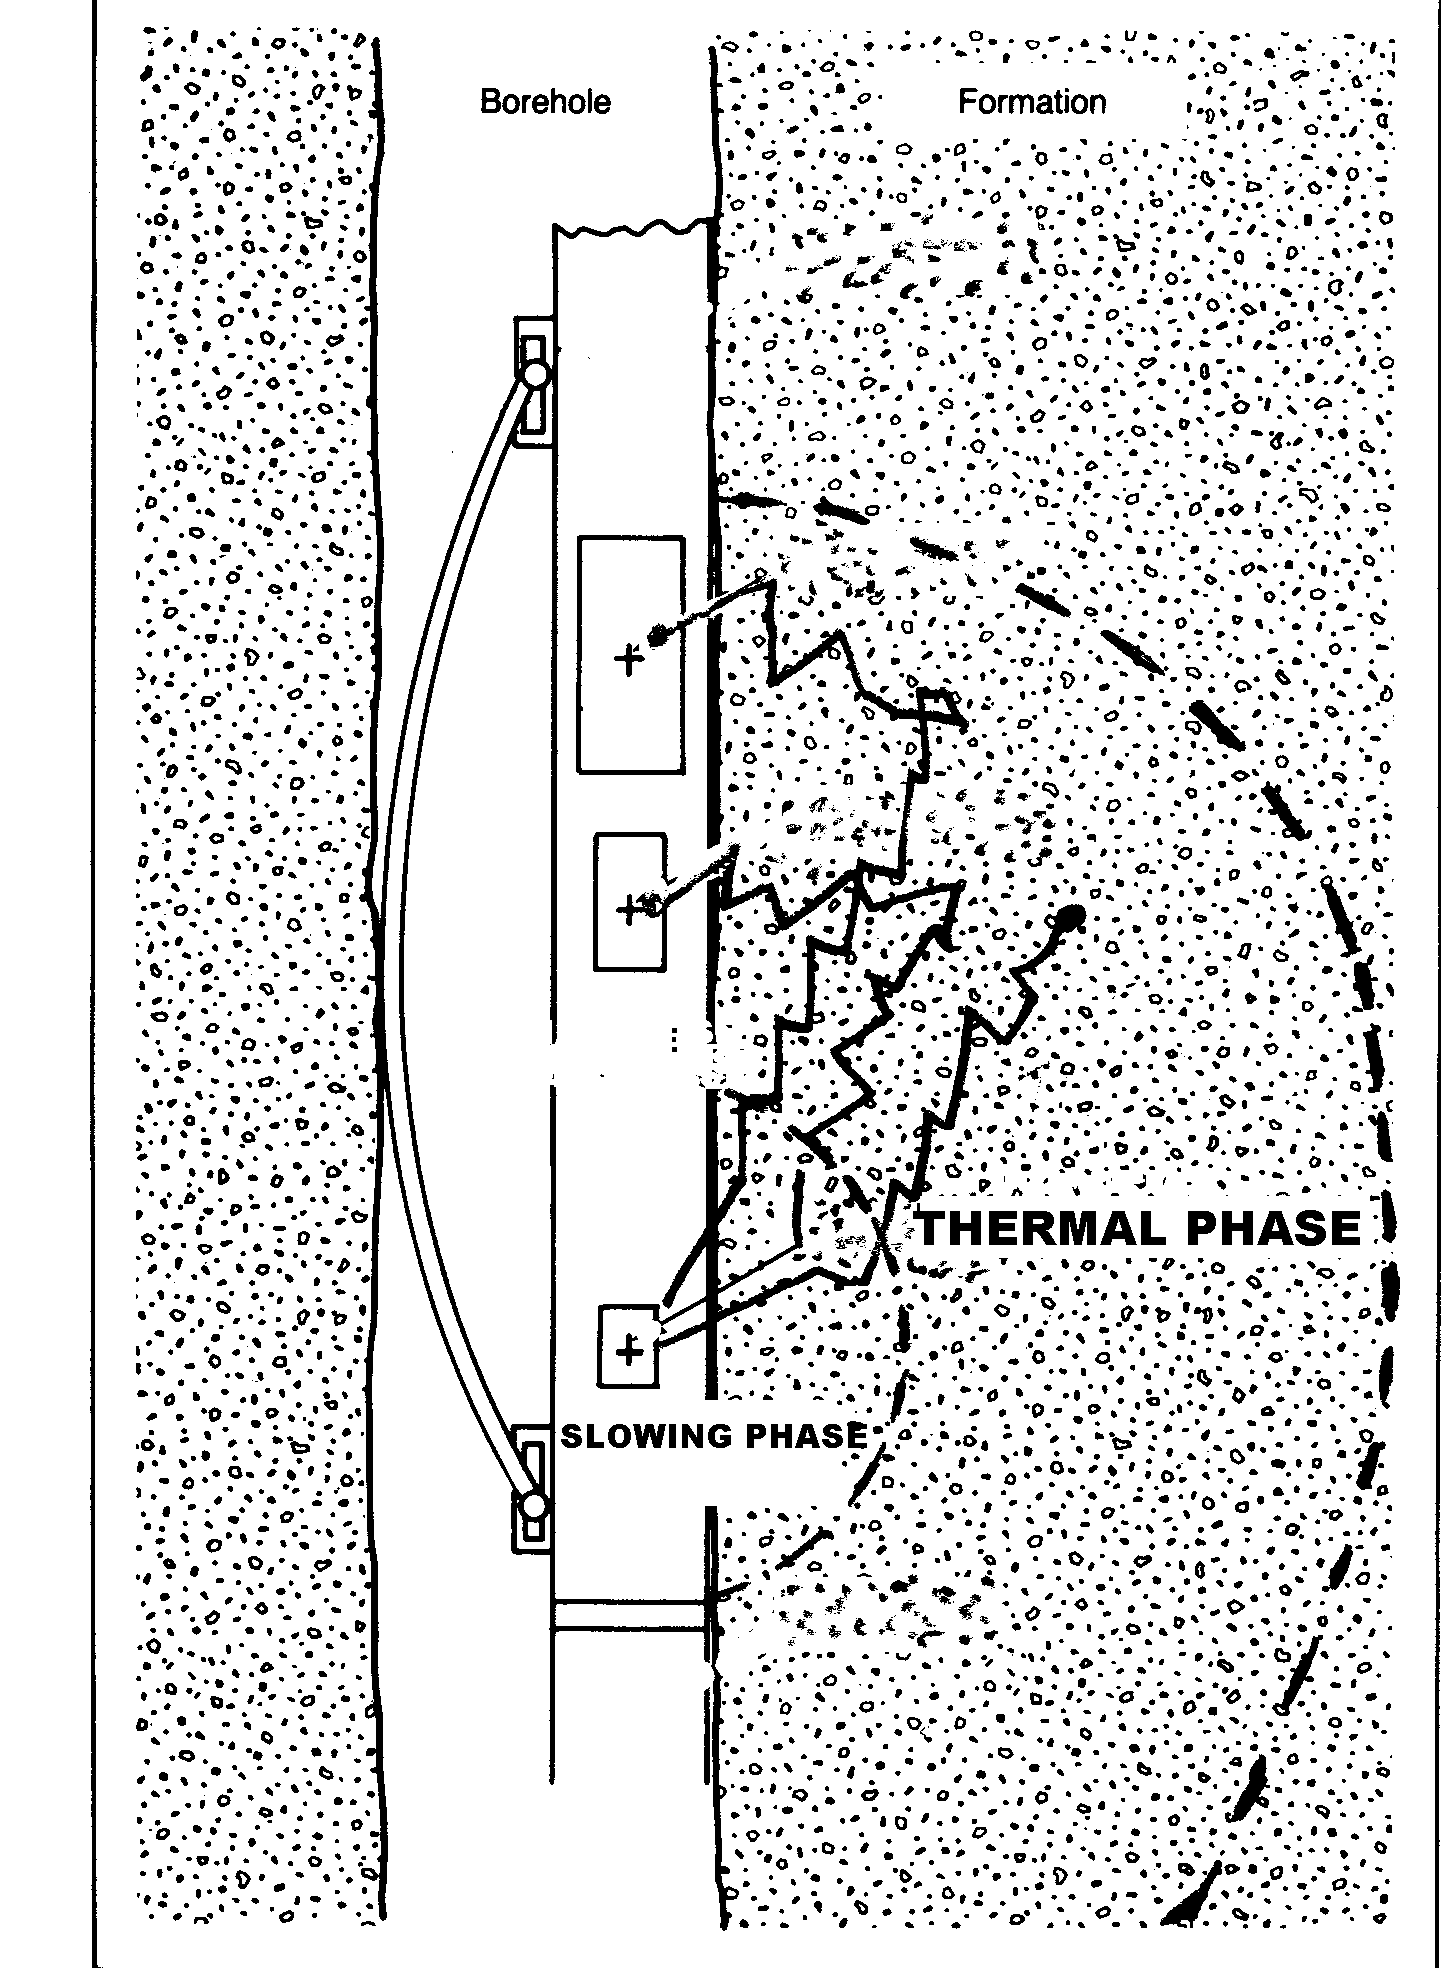 Borehole
Formation
THERMAL PHASE
SLOWING PHASE